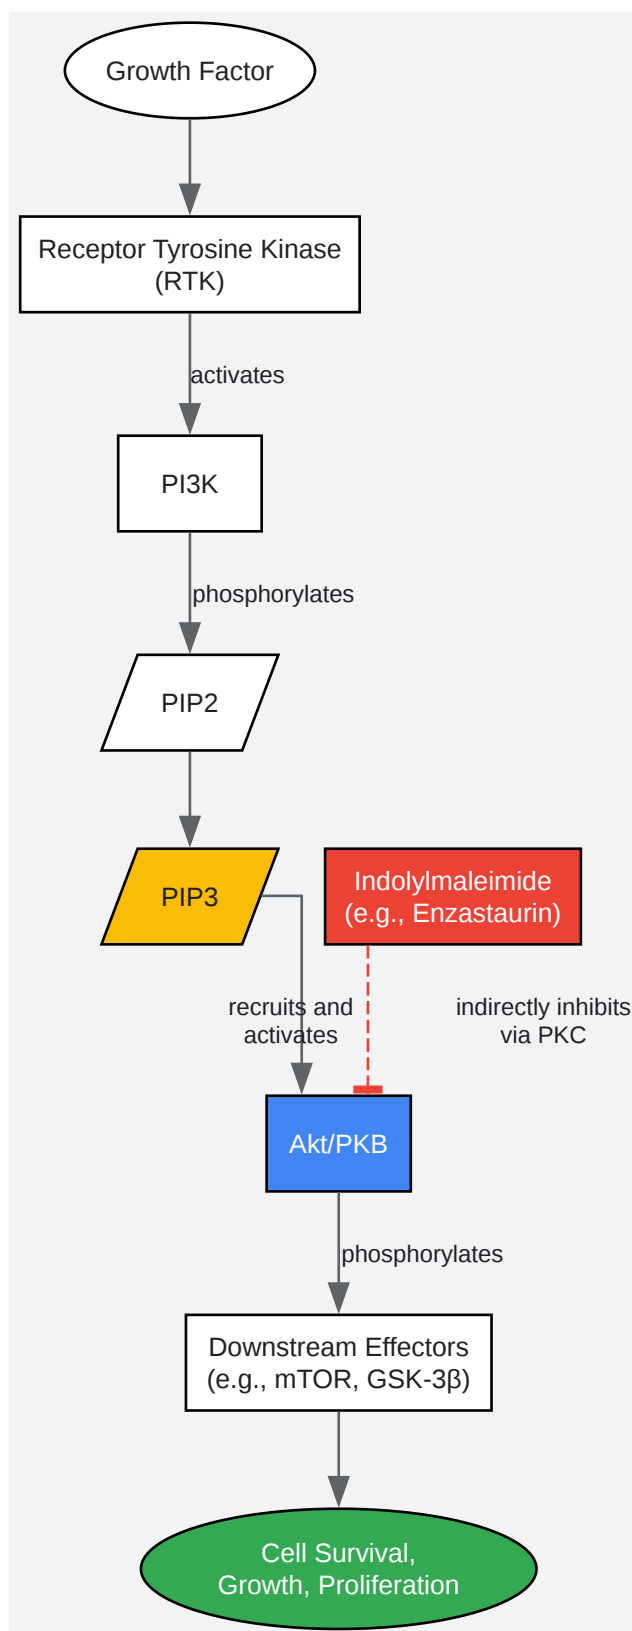 Growth Factor
Receptor Tyrosine Kinase
(RTK)
activates
PI3K
phosphorylates
PIP2
PIP3
Indolylmaleimide
(e.g., Enzastaurin)
recruits and
activates
indirectly inhibits
via PKC
Akt/PKB
phosphorylates
Downstream Effectors
(e.g., mTOR, GSK-3β)
Cell Survival,
Growth, Proliferation